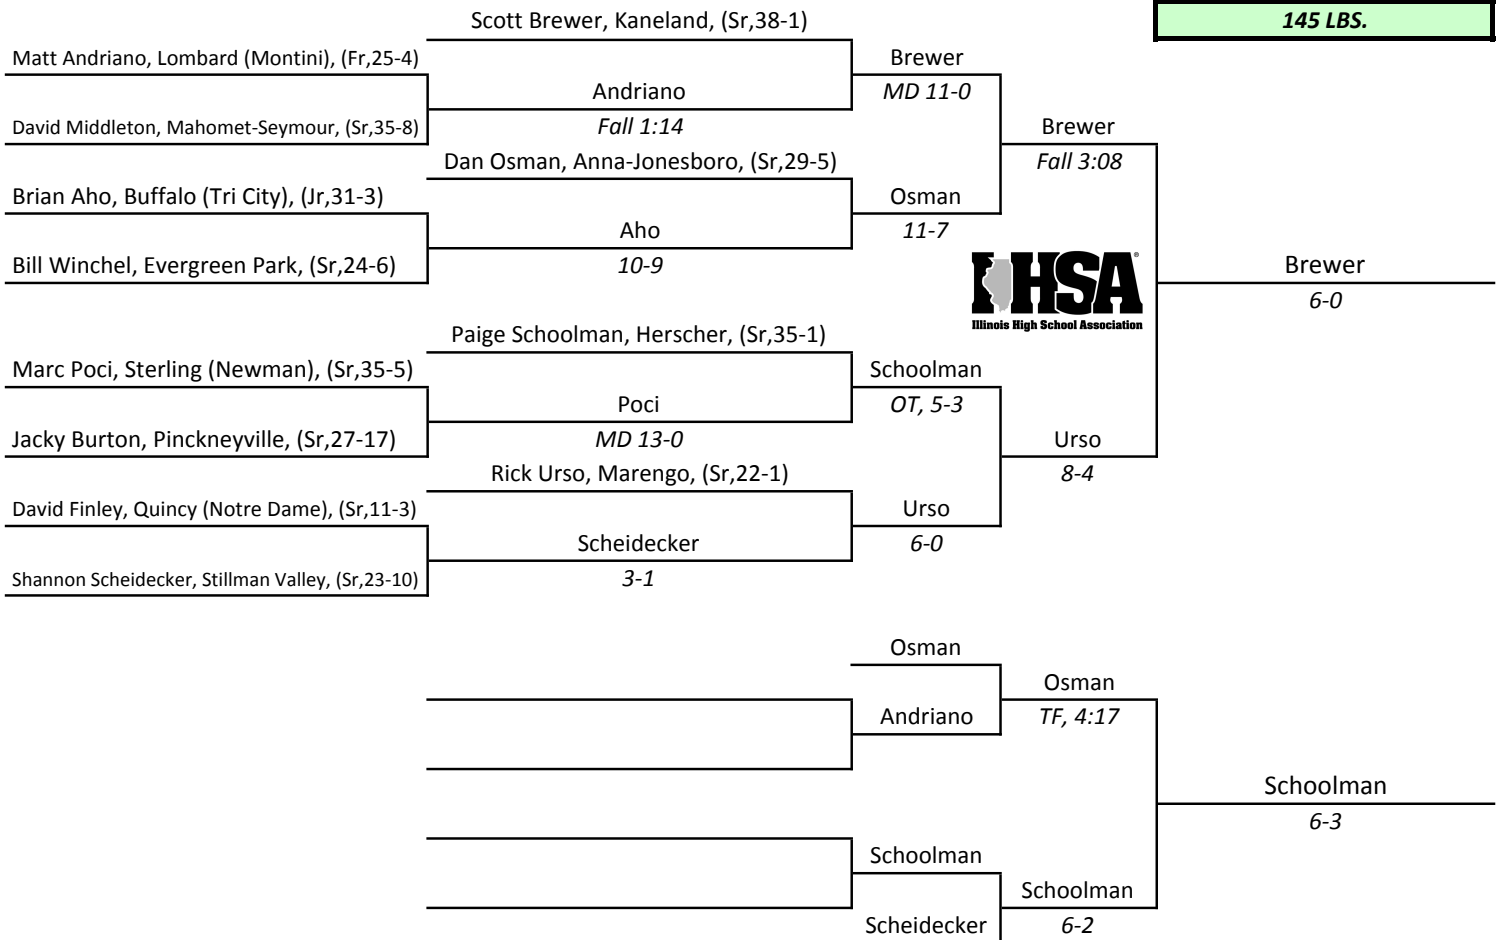 Scott Brewer, Kaneland, (Sr,38-1)
145 LBS.
Matt Andriano, Lombard (Montini), (Fr,25-4)
Brewer
Andriano
MD 11-0
David Middleton, Mahomet-Seymour, (Sr,35-8)
Fall 1:14
Brewer
Dan Osman, Anna-Jonesboro, (Sr,29-5)
Fall 3:08
Brian Aho, Buffalo (Tri City), (Jr,31-3)
Osman
Aho
11-7
Bill Winchel, Evergreen Park, (Sr,24-6)
10-9
IHSA®
Illinois High School Association
Brewer
6-0
Paige Schoolman, Herscher, (Sr,35-1)
Marc Poci, Sterling (Newman), (Sr,35-5)
Schoolman
Poci
OT, 5-3
Jacky Burton, Pinckneyville, (Sr,27-17)
MD 13-0
Urso
Rick Urso, Marengo, (Sr,22-1)
8-4
David Finley, Quincy (Notre Dame), (Sr,11-3)
Urso
Scheidecker
6-0
Shannon Scheidecker, Stillman Valley, (Sr,23-10)
3-1
Osman
Osman
Andriano
TF, 4:17
Schoolman
6-3
Schoolman
Schoolman
Scheidecker
6-2